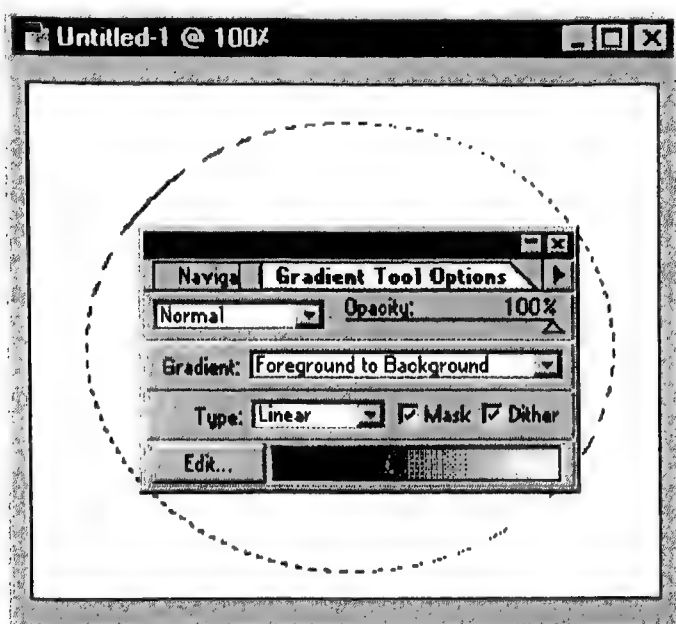 Untitled-1 @ 100%
Naviga Gradient Tool Options
Normal Opacity: 100%
Gradient: Foreground to Background
Type: Linear Mask Dither
Edit...